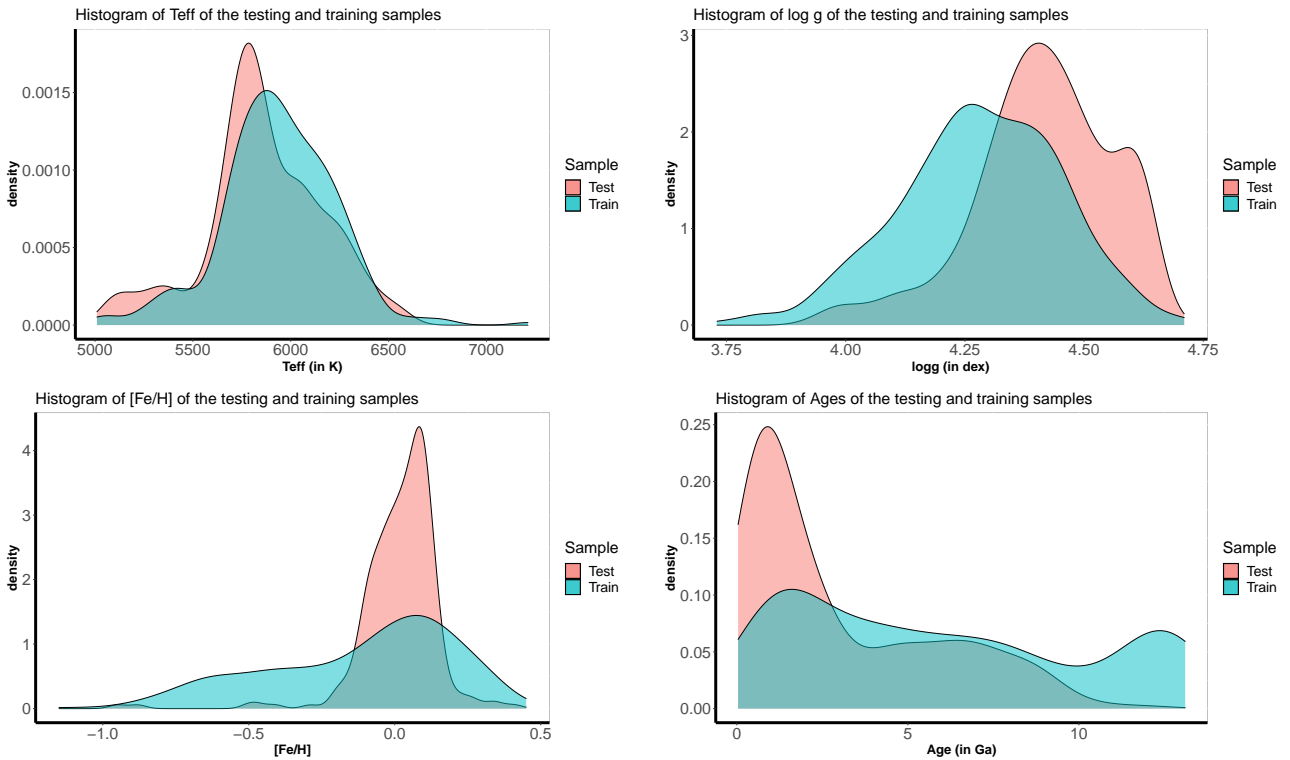 Histogram of Teff of the testing and training samples
density
0.0015
0.0010
0.0005
0.0000
5000 5500 6000 6500 7000
Teff (in K)
Sample
Test
Train
Histogram of log g of the testing and training samples
density
3
2
1
0
3.75 4.00 4.25 4.50 4.75
logg (in dex)
Sample
Test
Train
Histogram of [Fe/H] of the testing and training samples
density
4
3
2
1
0
−1.0 −0.5 0.0 0.5
[Fe/H]
Sample
Test
Train
Histogram of Ages of the testing and training samples
density
0.25
0.20
0.15
0.10
0.05
0.00
0 5 10
Age (in Ga)
Sample
Test
Train